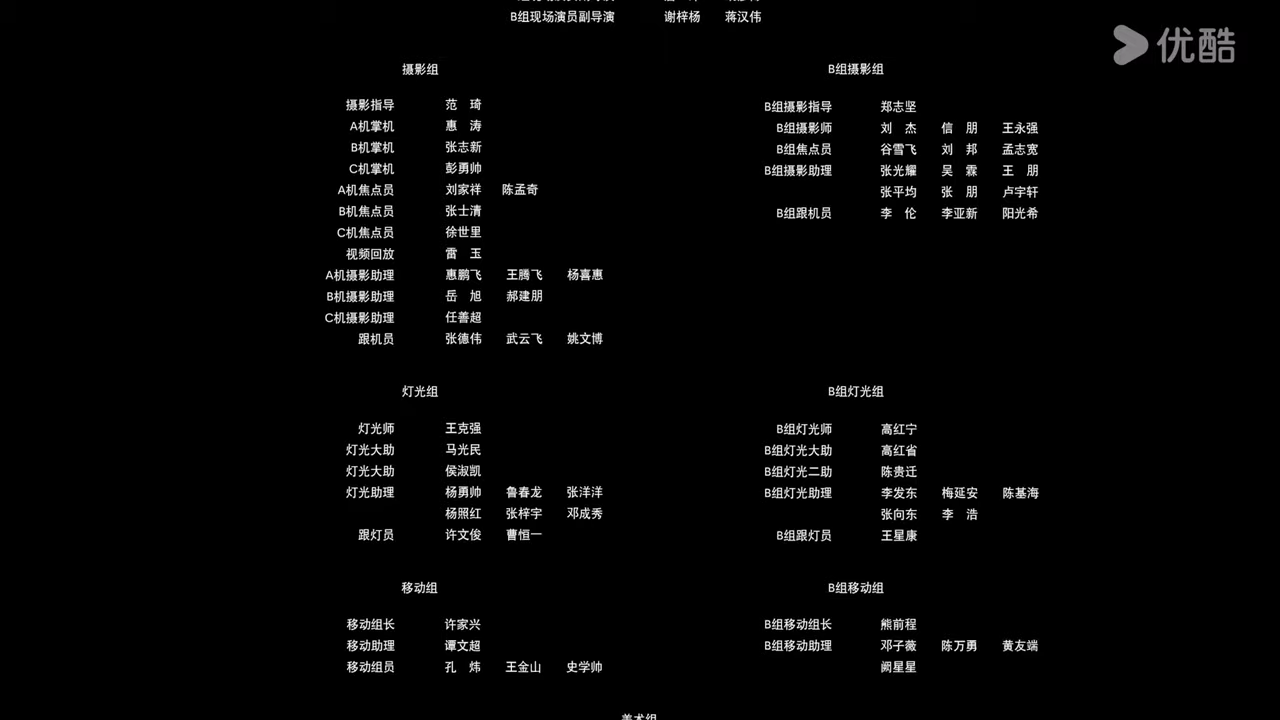 B组现场演员副导演 谢梓杨 蒋汉伟
优酷
摄影组
摄影指导 范 琦
A机掌机 惠 涛
B机掌机 张志新
C机掌机 彭勇帅
A机焦点员 刘家祥 陈孟奇
B机焦点员 张士清
C机焦点员 徐世里
视频回放 雷 玉
A机摄影助理 惠鹏飞 王腾飞 杨喜惠
B机摄影助理 岳 旭 郝建朋
C机摄影助理 任善超
跟机员 张德伟 武云飞 姚文博
B组摄影组
B组摄影指导 郑志坚
B组摄影师 刘 杰 信 朋 王永强
B组焦点员 谷雪飞 刘 邦 孟志宽
B组摄影助理 张光耀 吴 霖 王 朋
张平均 张 朋 卢宇轩
B组跟机员 李 伦 李亚新 阳光希
灯光组
灯光师 王克强
灯光大助 马光民
灯光大助 侯淑凯
灯光助理 杨勇帅 鲁春龙 张洋洋
杨照红 张梓宇 邓成秀
跟灯员 许文俊 曹恒一
B组灯光组
B组灯光师 高红宁
B组灯光大助 高红省
B组灯光二助 陈贵迁
B组灯光助理 李发东 梅延安 陈基海
张向东 李 浩
B组跟灯员 王星康
移动组
移动组长 许家兴
移动助理 谭文超
移动组员 孔 炜 王金山 史学帅
B组移动组
B组移动组长 熊前程
B组移动助理 邓子薇 陈万勇 黄友端
阙星星
美术组